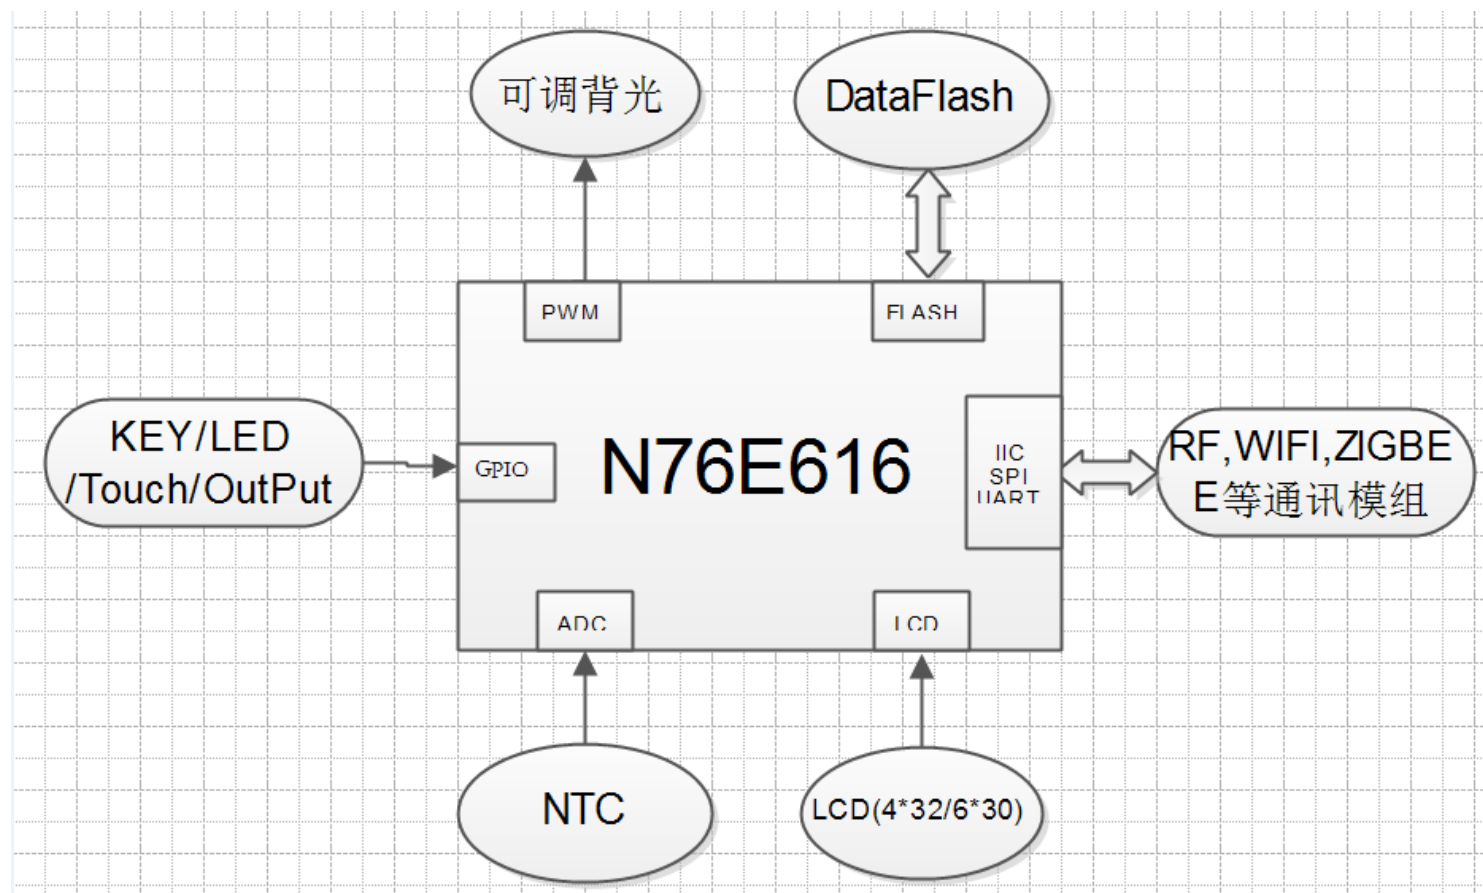 可调背光
DataFlash
PWM
FLASH
KEY/LED
/Touch/OutPut
GPIO
N76E616
IIC
SPI
UART
RF,WIFI,ZIGBE
E等通讯模组
ADC
LCD
NTC
LCD(4*32/6*30)